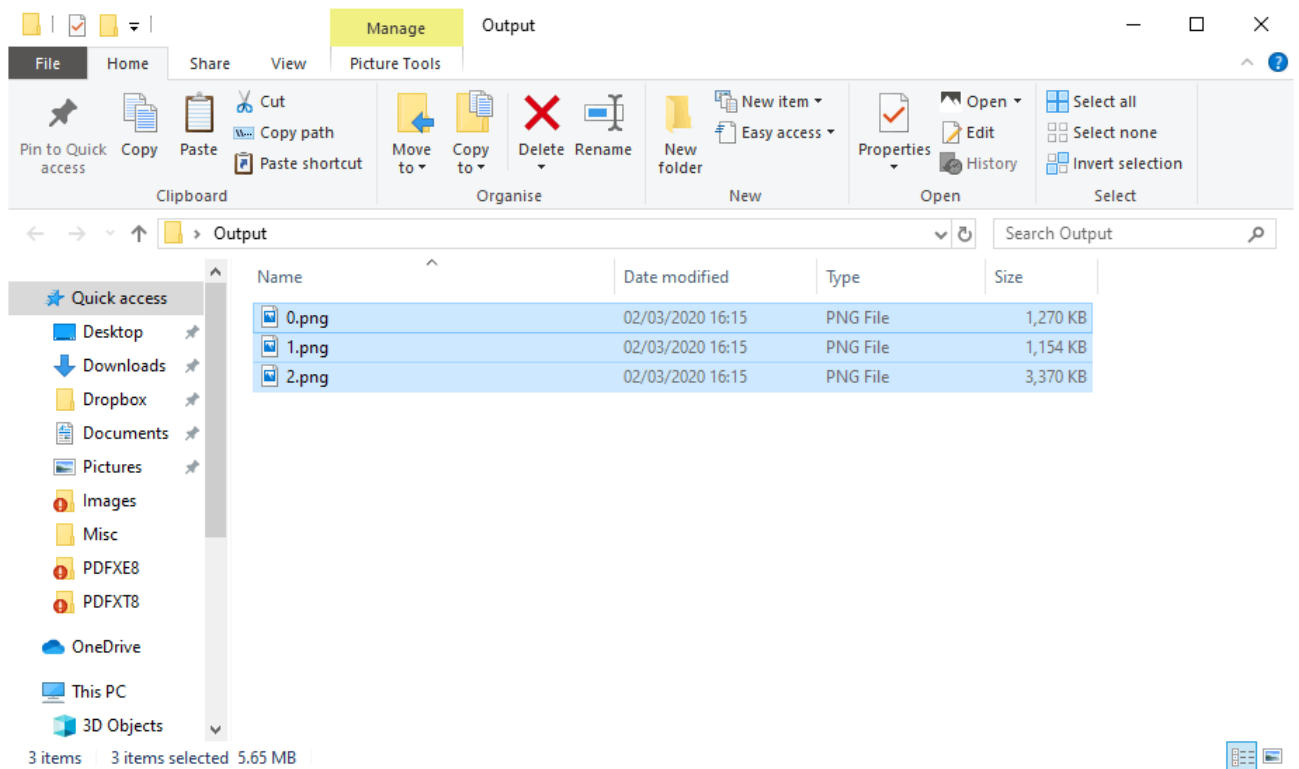 Manage
Output
File
Home
Share
View
Picture Tools
Pin to Quick access
Copy
Paste
Cut
Copy path
Paste shortcut
Clipboard
Move to
Copy to
Delete
Rename
Organise
New folder
New item
Easy access
New
Properties
Open
Edit
History
Open
Select all
Select none
Invert selection
Select
Output
Search Output
Name
Date modified
Type
Size
0.png 02/03/2020 16:15 PNG File 1,270 KB
1.png 02/03/2020 16:15 PNG File 1,154 KB
2.png 02/03/2020 16:15 PNG File 3,370 KB
Quick access
Desktop
Downloads
Dropbox
Documents
Pictures
Images
Misc
PDFXE8
PDFXT8
OneDrive
This PC
3D Objects
3 items
3 items selected 5.65 MB